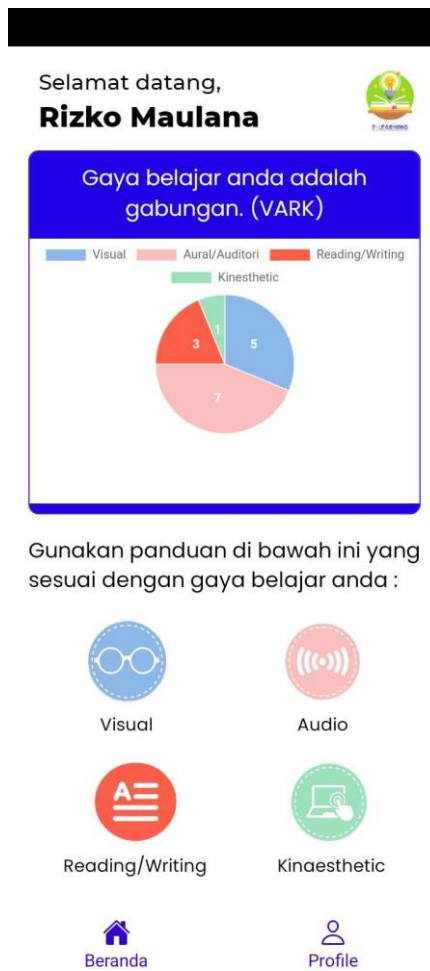 Selamat datang,
Rizko Maulana
E-LEARNING
Gaya belajar anda adalah
gabungan. (VARK)
Visual Aural/Auditori Reading/Writing
Kinesthetic
1
3 5
7
Gunakan panduan di bawah ini yang
sesuai dengan gaya belajar anda :
Visual Audio
A
Reading/Writing Kinaesthetic
Beranda Profile